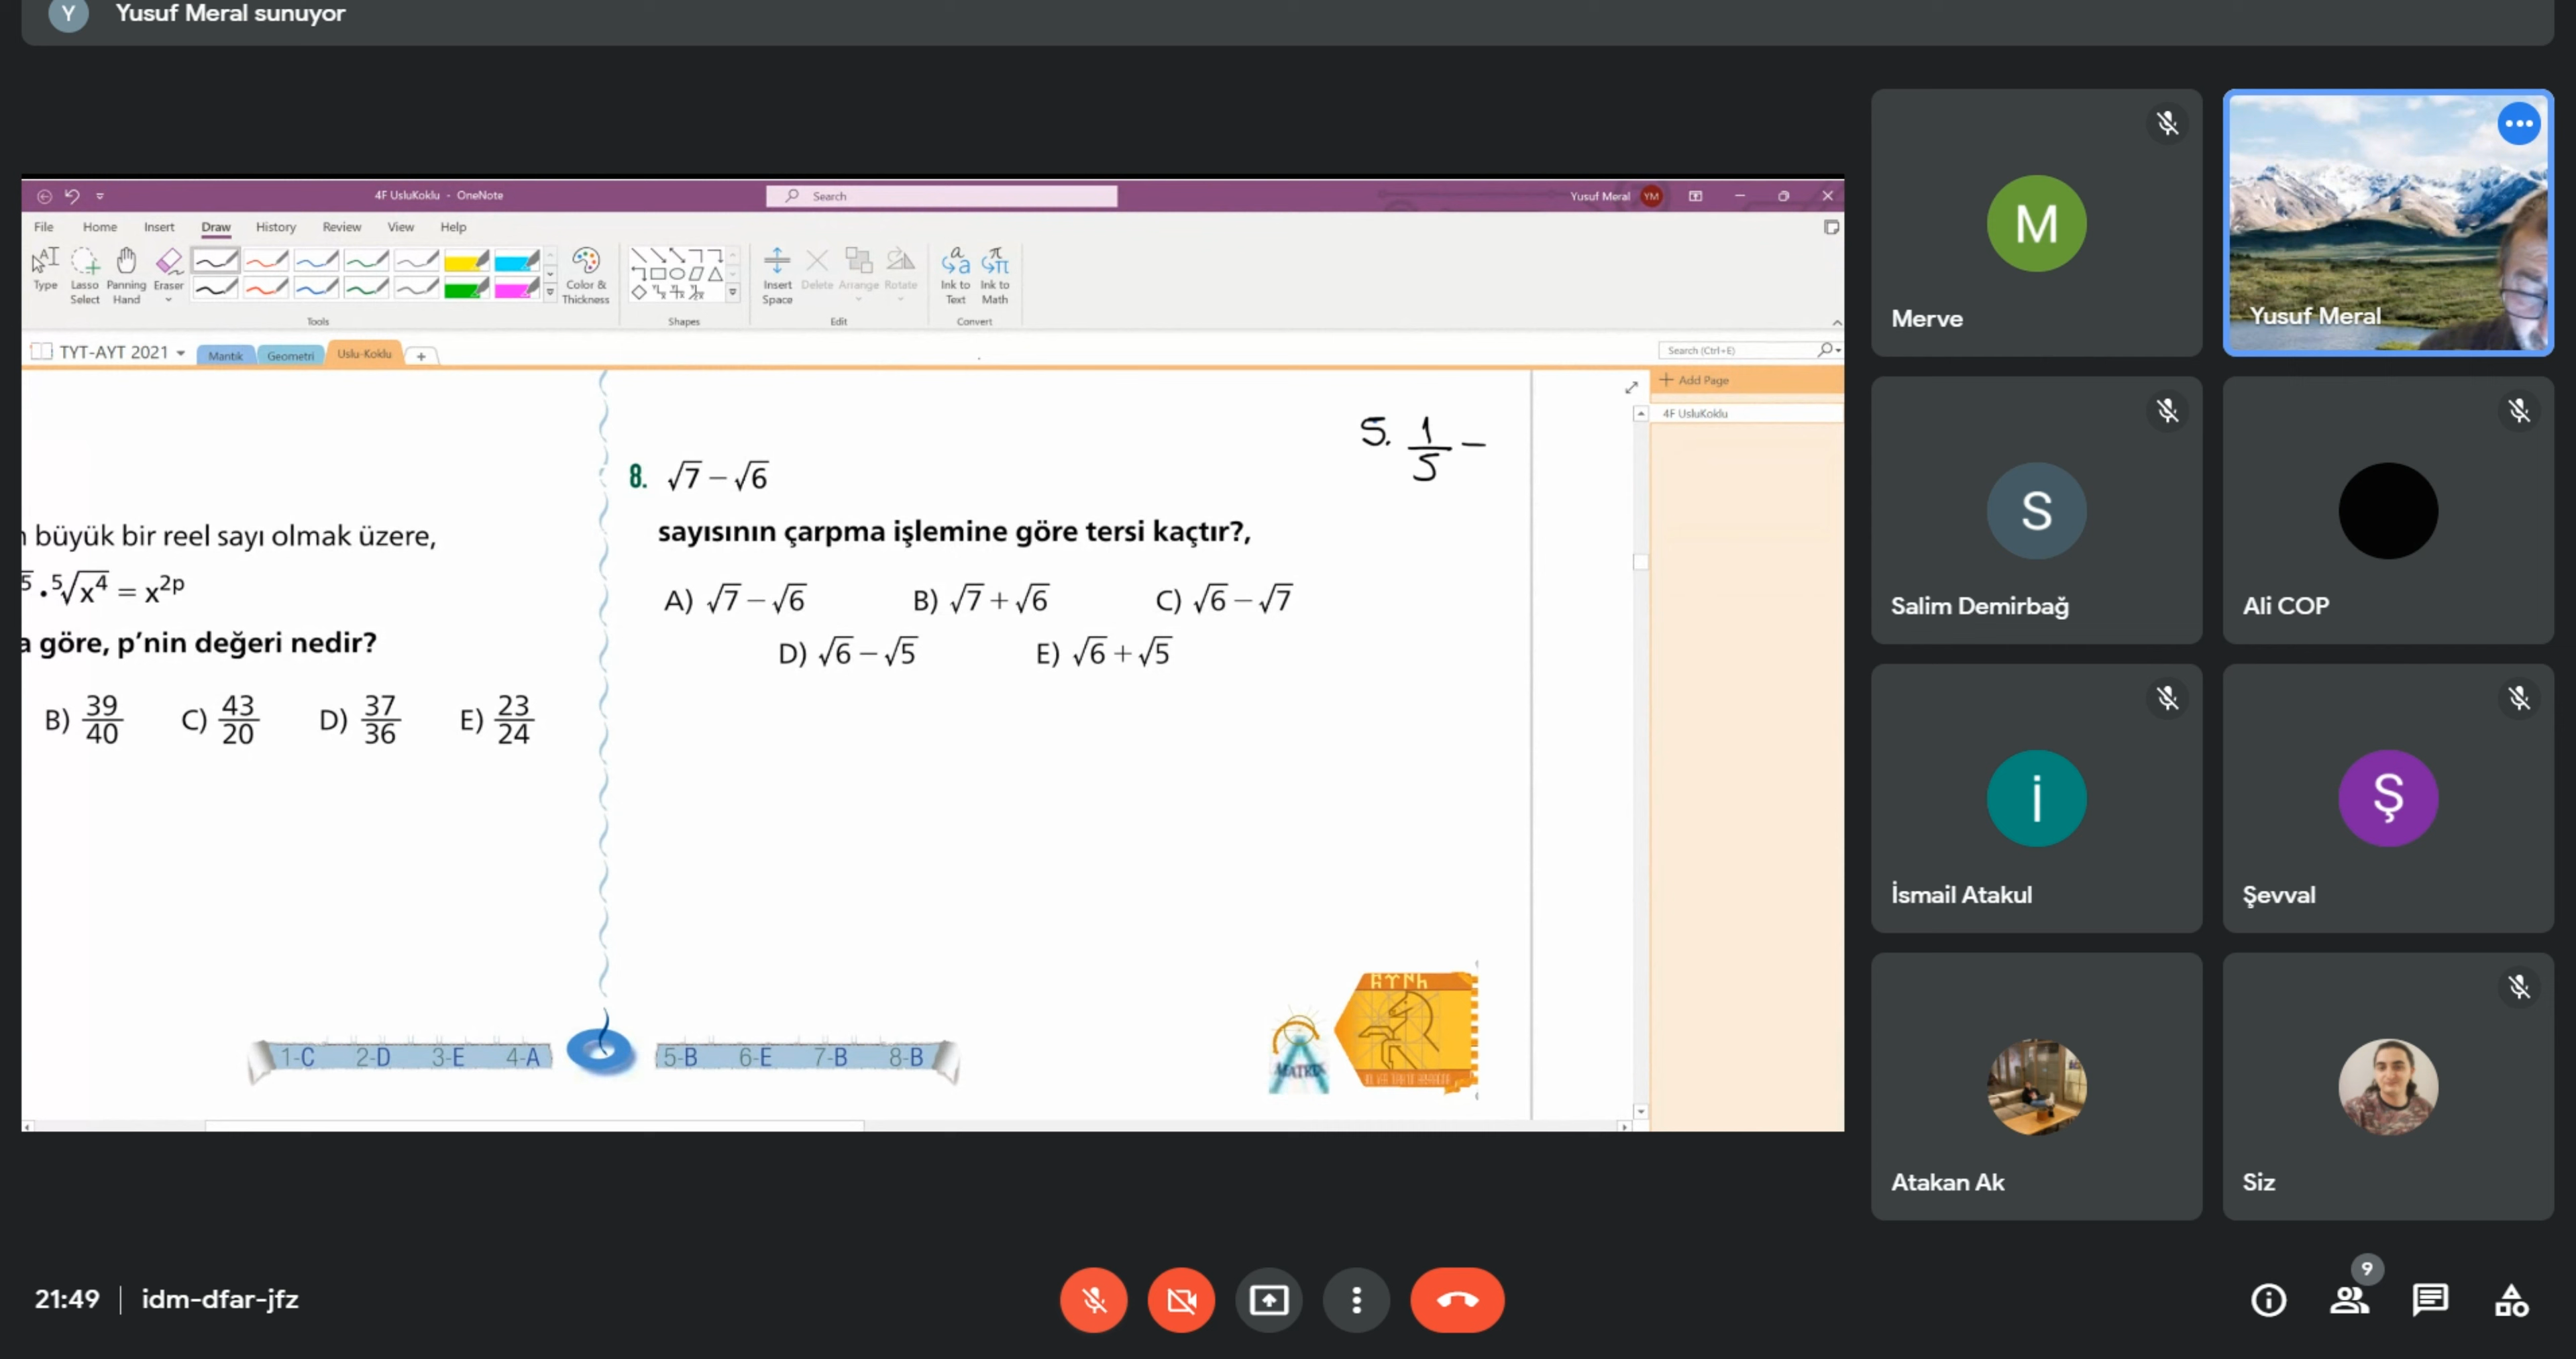 Y Yusuf Meral sunuyor
4F UsluKoklu - OneNote
Search
Yusuf Meral YM
File Home Insert Draw History Review View Help
Type
Lasso Select
Panning Hand
Eraser
Color & Thickness
Insert Space
Delete
Arrange
Rotate
Ink to Text
Ink to Math
Tools
Shapes
Edit
Convert
TYT-AYT 2021 Mantık Geometri Uslu-Koklu +
Search (Ctrl+E)
+ Add Page
4F UsluKoklu
büyük bir reel sayı olmak üzere,
⁵√x⁴ = x²ᵖ
göre, p'nin değeri nedir?
B) 39/40 C) 43/20 D) 37/36 E) 23/24
5. 1/5 −
8. √7 − √6
sayısının çarpma işlemine göre tersi kaçtır?,
A) √7 − √6 B) √7 + √6 C) √6 − √7
D) √6 − √5 E) √6 + √5
1-C 2-D 3-E 4-A 5-B 6-E 7-B 8-B
MATRİX
M
Merve
Yusuf Meral
S
Salim Demirbağ
Ali COP
İ
İsmail Atakul
Ş
Şevval
Atakan Ak
Siz
21:49 | idm-dfar-jfz
9